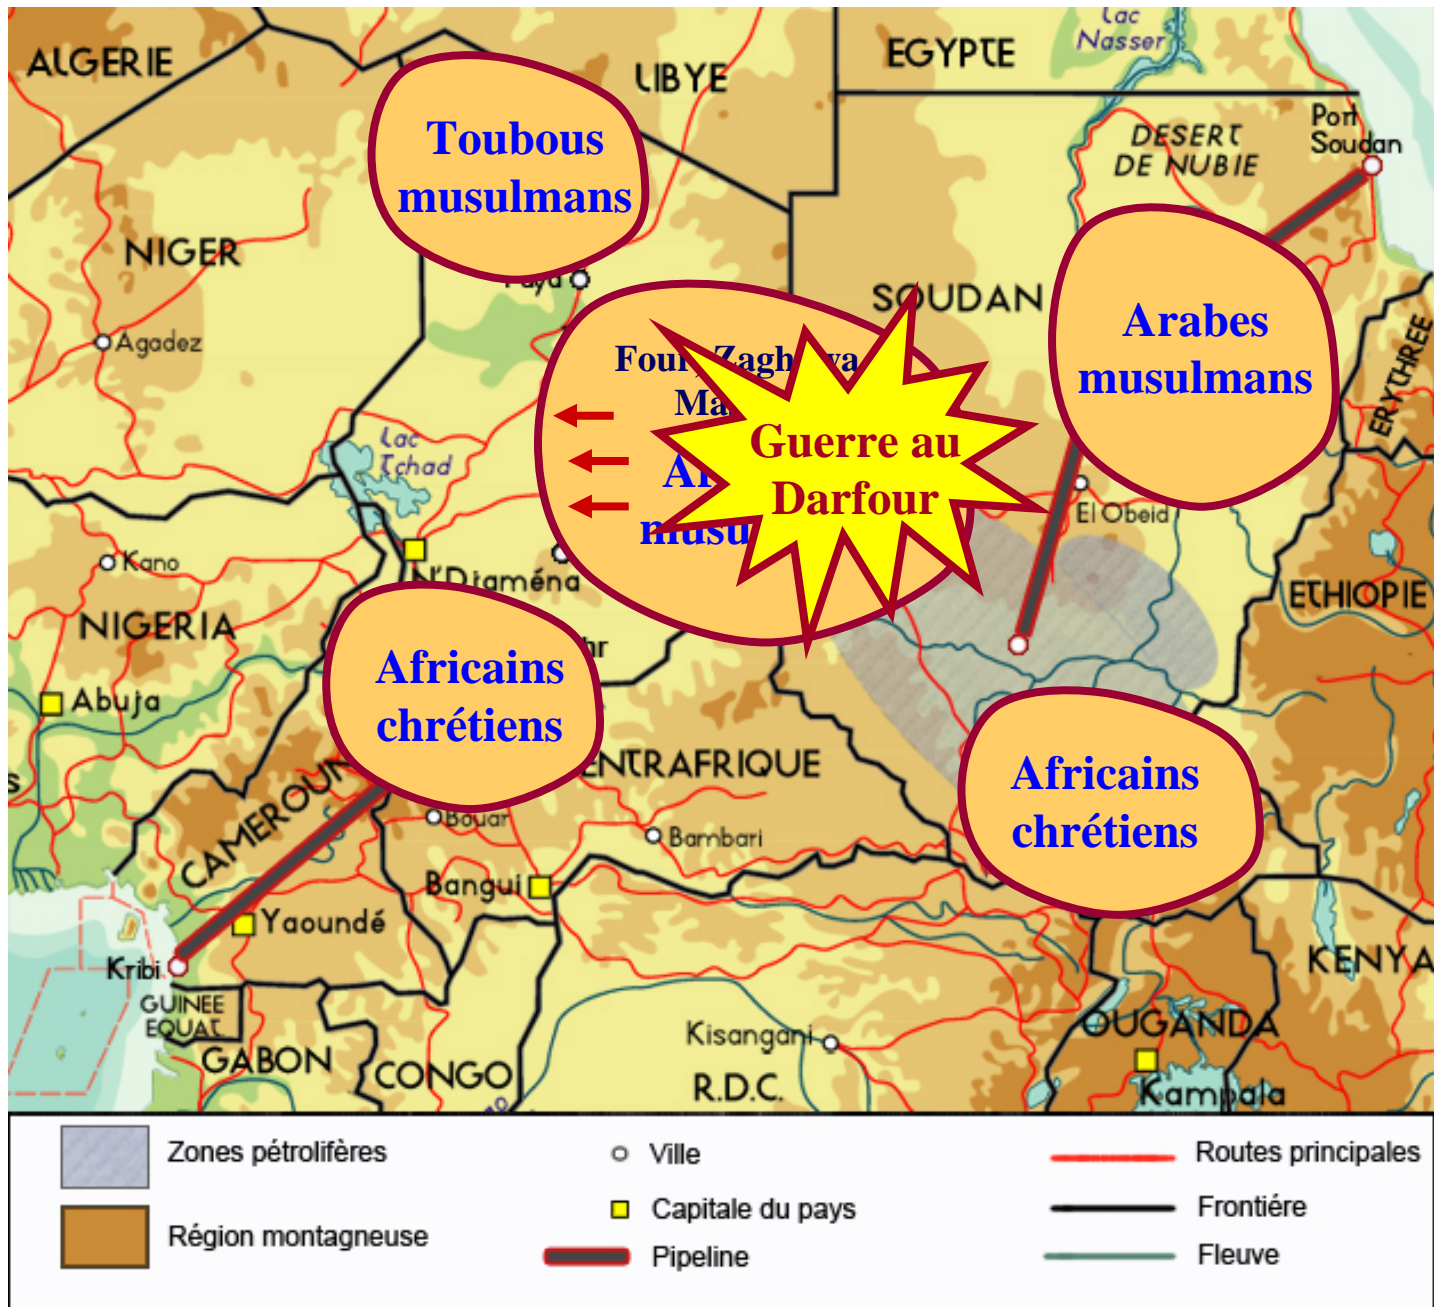 Lac
Nasser
ALGERIE
LIBYE
EGYPTE
Port
Soudan
DESERT
DE NUBIE
Toubous
musulmans
NIGER
SOUDAN
Arabes
musulmans
Agadez
ERYTHREE
Four,
Guerre au
Darfour
Lac
Tchad
El Obeid
Kano
N'Djaména
NIGERIA
ETHIOPIE
Abuja
Africains
chrétiens
CAMEROUN
Bouar
Bambari
Africains
chrétiens
Bangui
Yaoundé
Kribi
KENYA
GUINEE
EQUAT
GABON
CONGO
Kisangani
R.D.C.
OUGANDA
Kampala
Zones pétrolifères
Ville
Routes principales
Région montagneuse
Capitale du pays
Frontiére
Pipeline
Fleuve